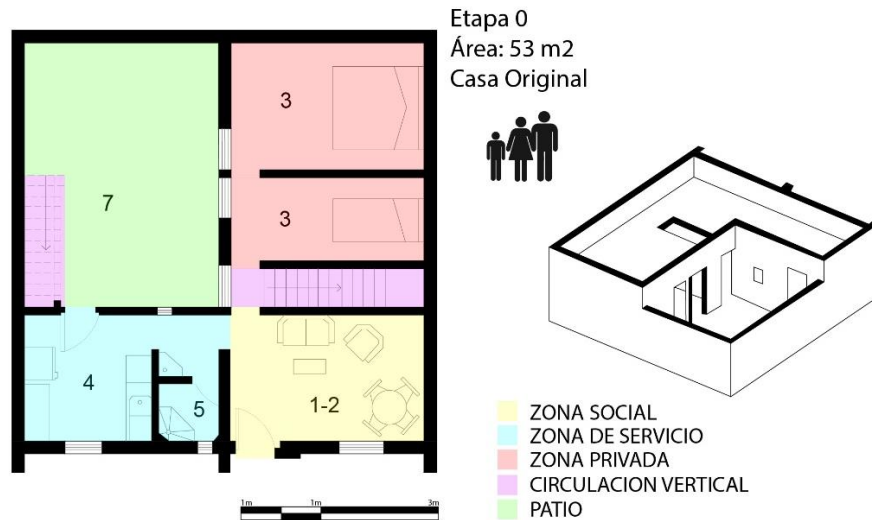 Etapa 0
Área: 53 m2
Casa Original
3
7
3
4
5
1-2
ZONA SOCIAL
ZONA DE SERVICIO
ZONA PRIVADA
CIRCULACION VERTICAL
PATIO
1m 1m 3m